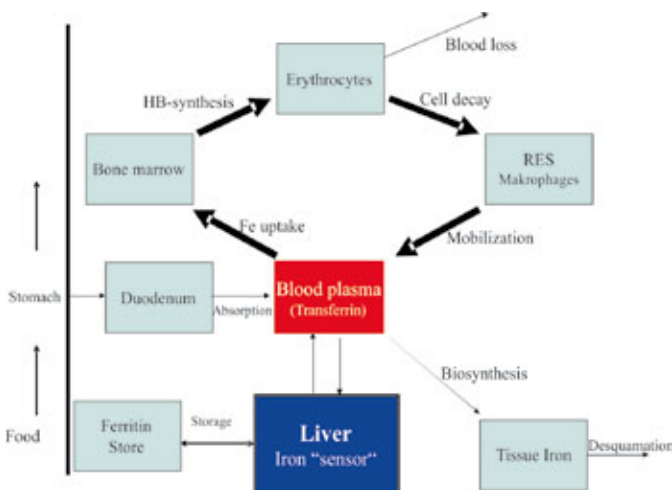 Blood loss
Erythrocytes
HB-synthesis
Cell decay
Bone marrow
RES
Makrophages
Fe uptake
Mobilization
Stomach
Duodenum
Absorption
Blood plasma
(Transferrin)
Biosynthesis
Food
Ferritin
Store
Storage
Liver
Iron “sensor“
Tissue Iron
Desquamation